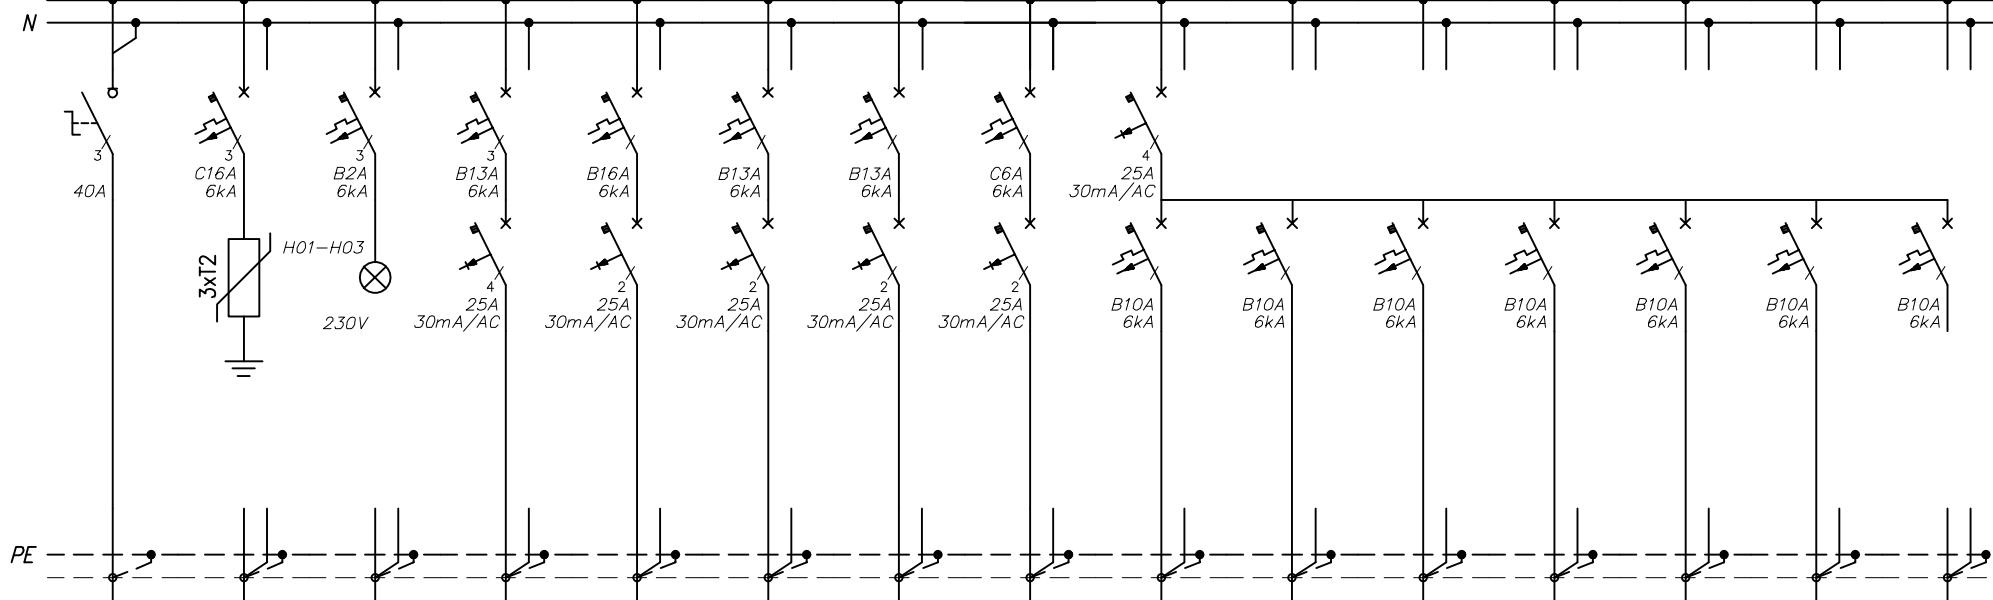 N
3
3
3
3
4
40A
C16A
6kA
B2A
6kA
B13A
6kA
B16A
6kA
B13A
6kA
B13A
6kA
C6A
6kA
25A
30mA/AC
3xT2
H01-H03
230V
4
25A
30mA/AC
2
25A
30mA/AC
2
25A
30mA/AC
2
25A
30mA/AC
2
25A
30mA/AC
B10A
6kA
B10A
6kA
B10A
6kA
B10A
6kA
B10A
6kA
B10A
6kA
B10A
6kA
PE